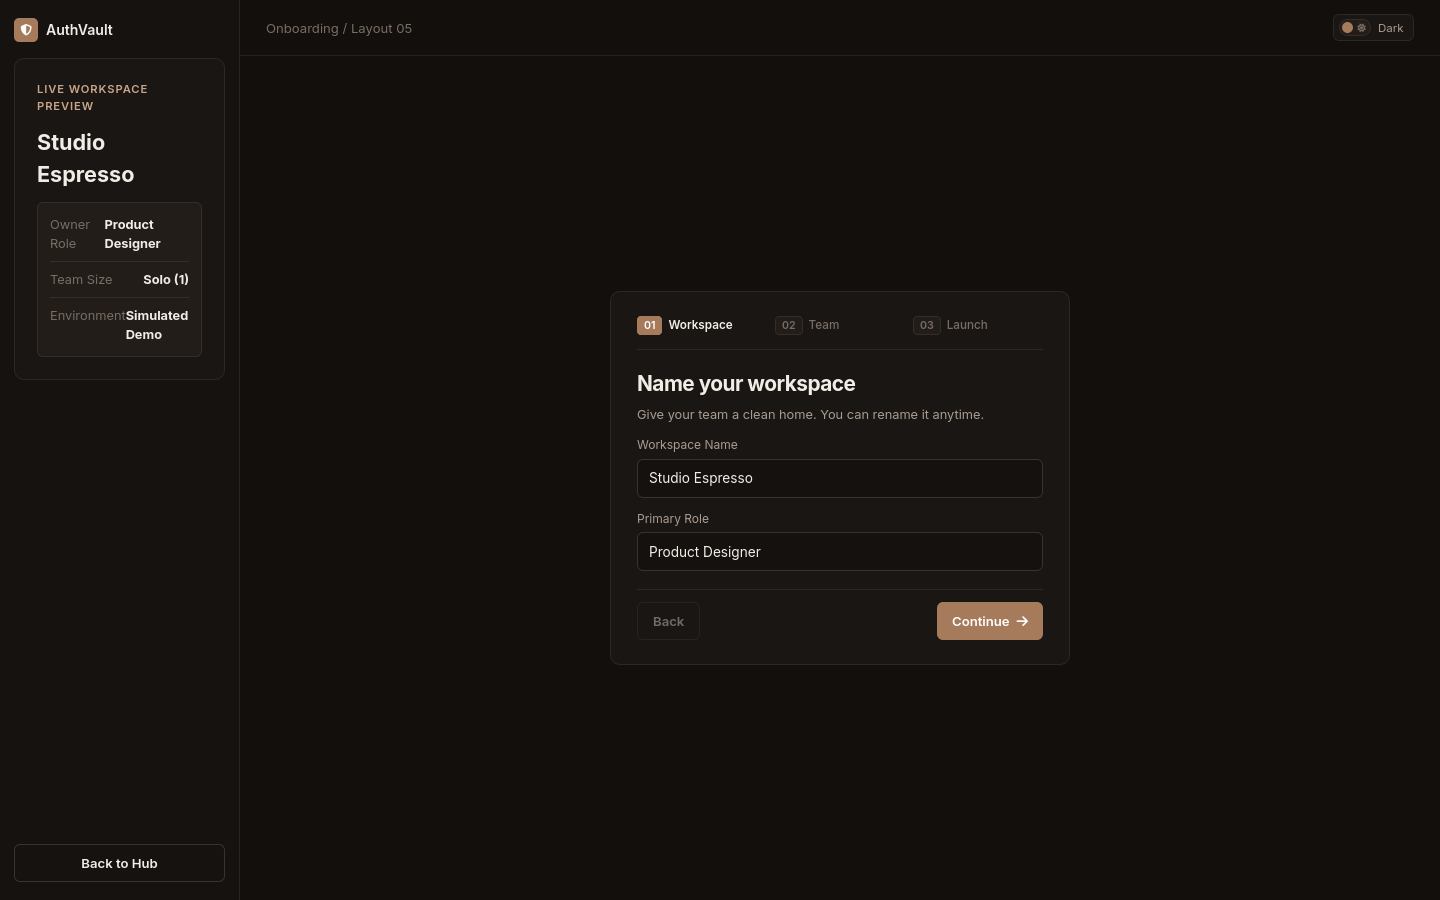 AuthVault
LIVE WORKSPACE
PREVIEW
Studio
Espresso
Owner Role Product Designer
Team Size Solo (1)
Environment Simulated Demo
Back to Hub
Onboarding / Layout 05
Dark
01 Workspace 02 Team 03 Launch
Name your workspace
Give your team a clean home. You can rename it anytime.
Workspace Name
Studio Espresso
Primary Role
Product Designer
Back Continue →